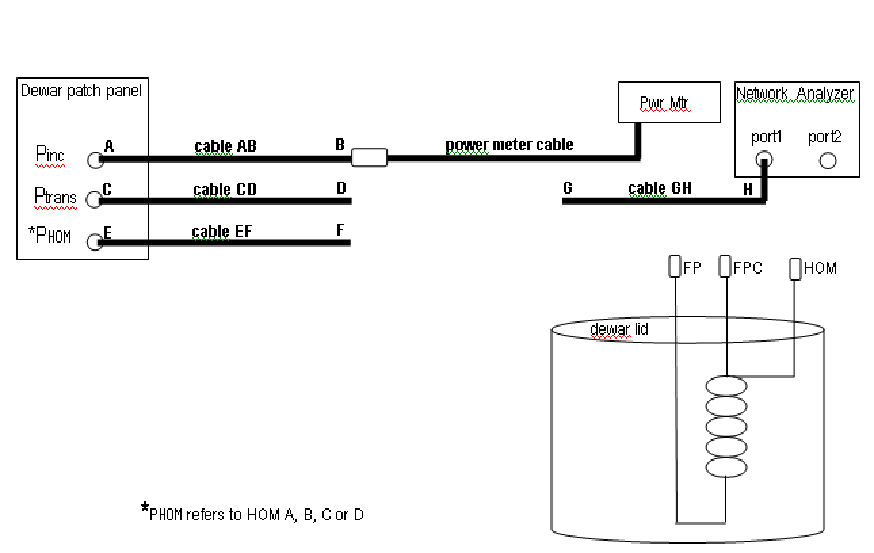 Dewar patch panel
Pwr Mtr
Network Analyzer
port1
port2
Pinc
A
cable AB
B
power meter cable
Ptrans
C
cable CD
D
G
cable GH
H
*PHOM
E
cable EF
F
FP
FPC
HOM
dewar lid
*PHOM refers to HOM A, B, C or D